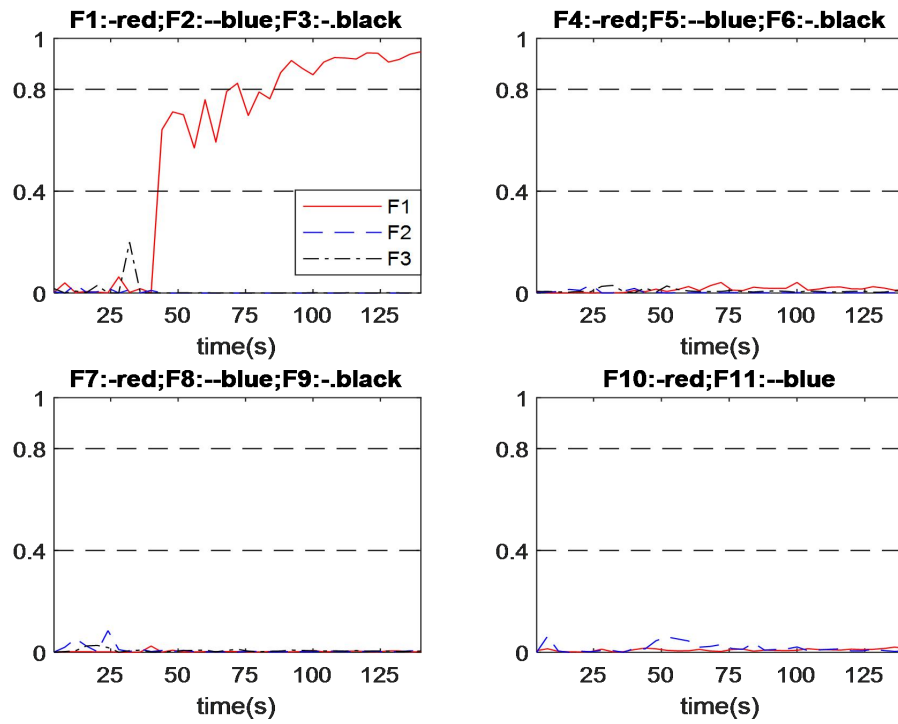 F1:-red;F2:--blue;F3:-.black
1
0.8
0.4
0
F1
F2
F3
25 50 75 100 125
time(s)
F4:-red;F5:--blue;F6:-.black
1
0.8
0.4
0
25 50 75 100 125
time(s)
F7:-red;F8:--blue;F9:-.black
1
0.8
0.4
0
25 50 75 100 125
time(s)
F10:-red;F11:--blue
1
0.8
0.4
0
25 50 75 100 125
time(s)